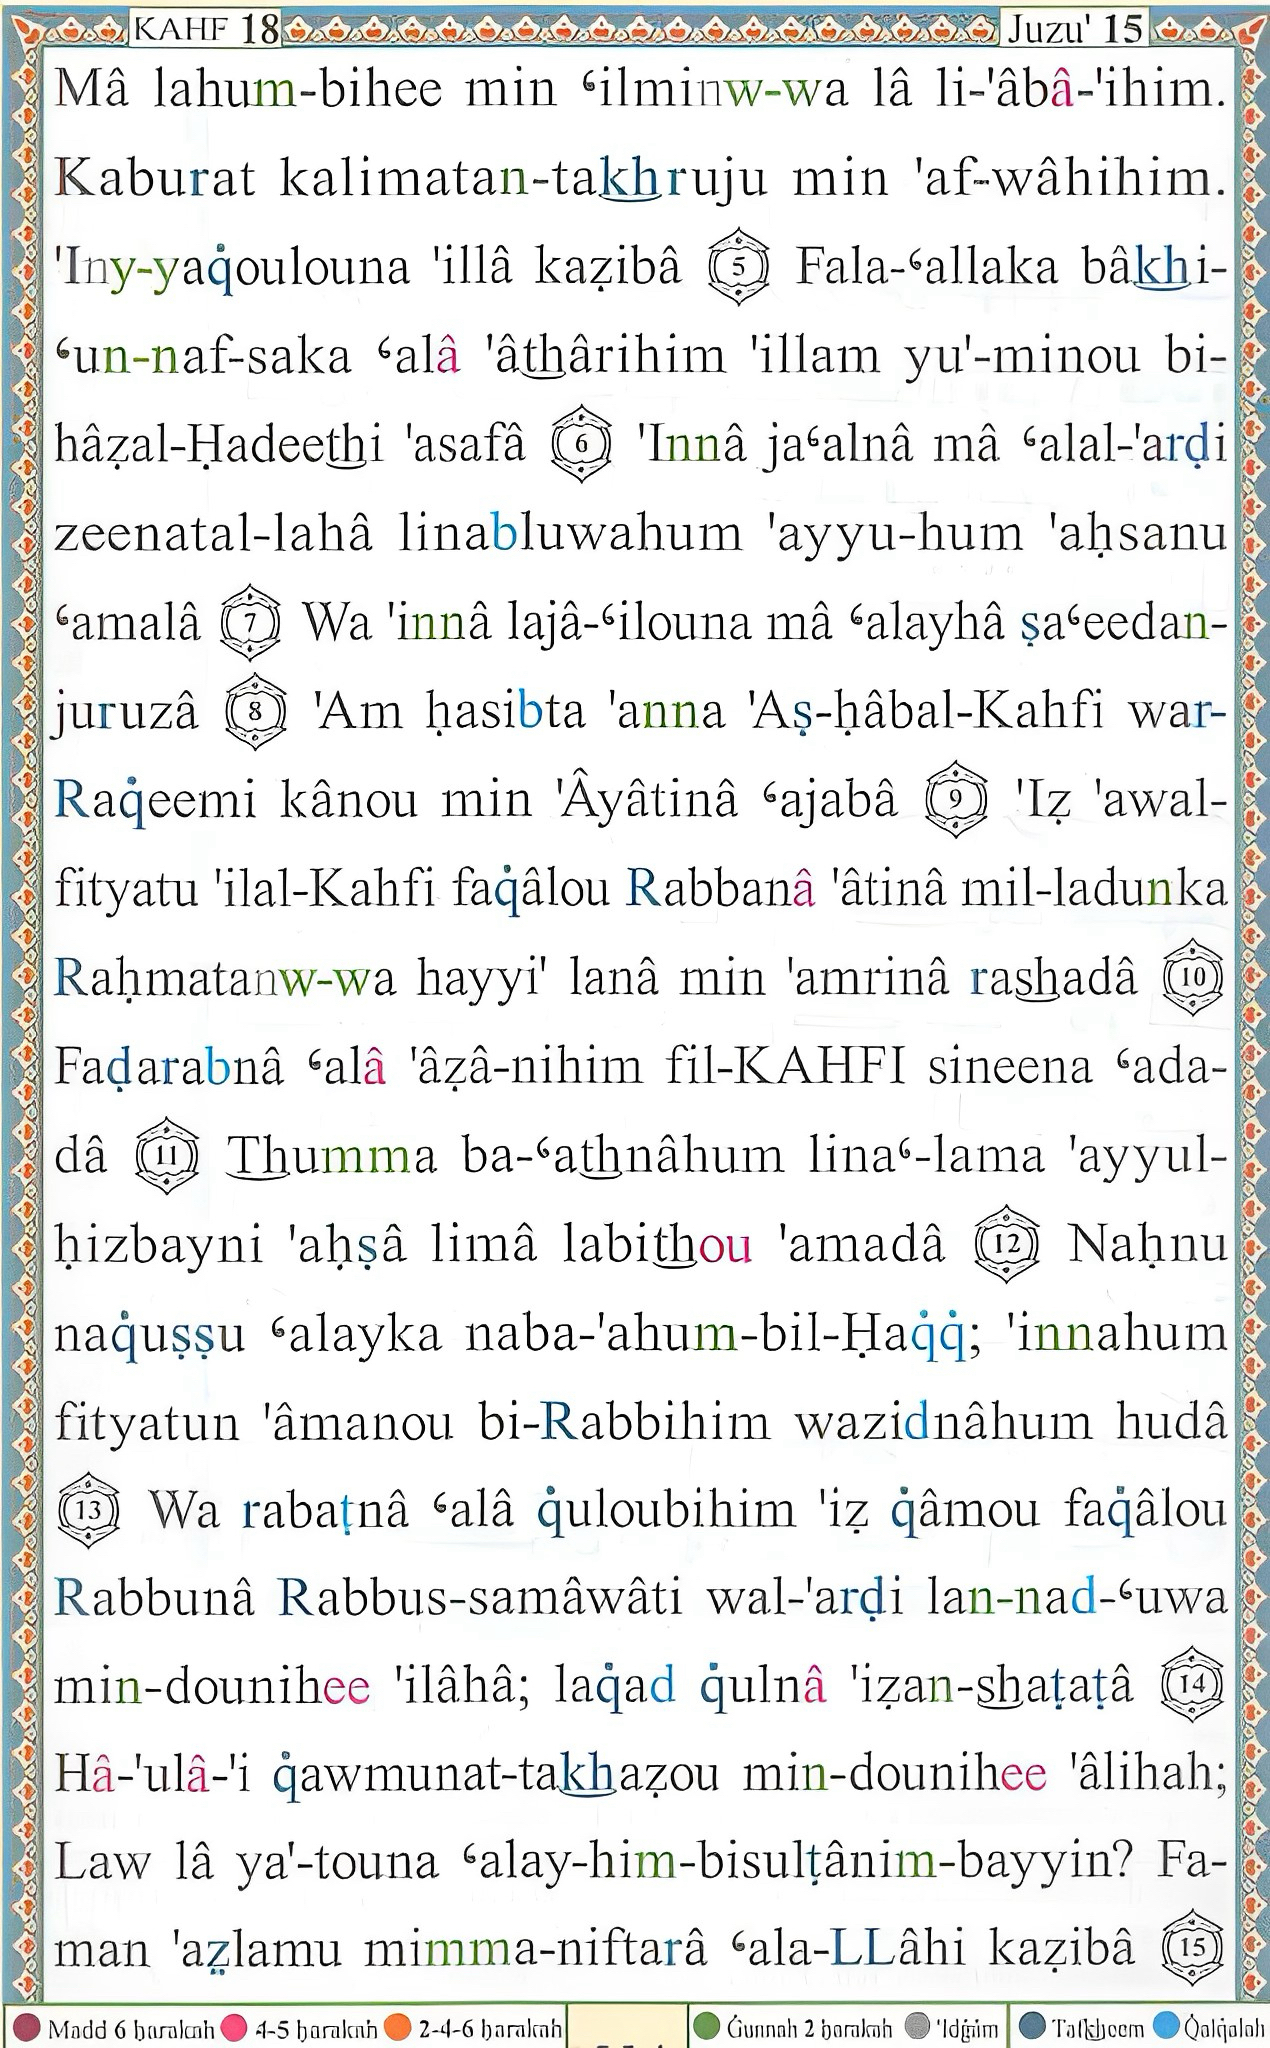 KAHF 18 Juzu' 15
Mâ lahum-bihee min ʿilminw-wa lâ li-'âbâ-'ihim.
Kaburat kalimatan-takhruju min 'af-wâhihim.
'Iny-yaq̇oulouna 'illâ kaẓibâ 5 Fala-ʿallaka bâkhi-
ʿun-naf-saka ʿalâ 'âthârihim 'illam yu'-minou bi-
hâẓal-Ḥadeethi 'asafâ 6 'Innâ jaʿalnâ mâ ʿalal-'arḍi
zeenatal-lahâ linabluwahum 'ayyu-hum 'aḥsanu
ʿamalâ 7 Wa 'innâ lajâ-ʿilouna mâ ʿalayhâ ṣaʿeedan-
juruzâ 8 'Am ḥasibta 'anna 'Aṣ-ḥâbal-Kahfi war-
Raq̇eemi kânou min 'Âyâtinâ ʿajabâ 9 'Iẓ 'awal-
fityatu 'ilal-Kahfi faq̇âlou Rabbanâ 'âtinâ mil-ladunka
Raḥmatanw-wa hayyi' lanâ min 'amrinâ rashadâ 10
Faḍarabnâ ʿalâ 'âẓâ-nihim fil-KAHFI sineena ʿada-
dâ 11 Thumma ba-ʿathnâhum linaʿ-lama 'ayyul-
ḥizbayni 'aḥṣâ limâ labithou 'amadâ 12 Naḥnu
naq̇uṣṣu ʿalayka naba-'ahum-bil-Ḥaq̇q̇; 'innahum
fityatun 'âmanou bi-Rabbihim wazidnâhum hudâ
13 Wa rabaṭnâ ʿalâ q̇uloubihim 'iẓ q̇âmou faq̇âlou
Rabbunâ Rabbus-samâwâti wal-'arḍi lan-nad-ʿuwa
min-dounihee 'ilâhâ; laq̇ad q̇ulnâ 'iẓan-shaṭaṭâ 14
Hâ-'ulâ-'i q̇awmunat-takhaẓou min-dounihee 'âlihah;
Law lâ ya'-touna ʿalay-him-bisulṭânim-bayyin? Fa-
man 'aẓ̤lamu mimma-niftarâ ʿala-LLâhi kaẓibâ 15
Madd 6 ḥarakah 4-5 ḥarakah 2-4-6 ḥarakah Ġunnah 2 ḥarakah 'Idġâm Tafkheem Q̇alq̇alah